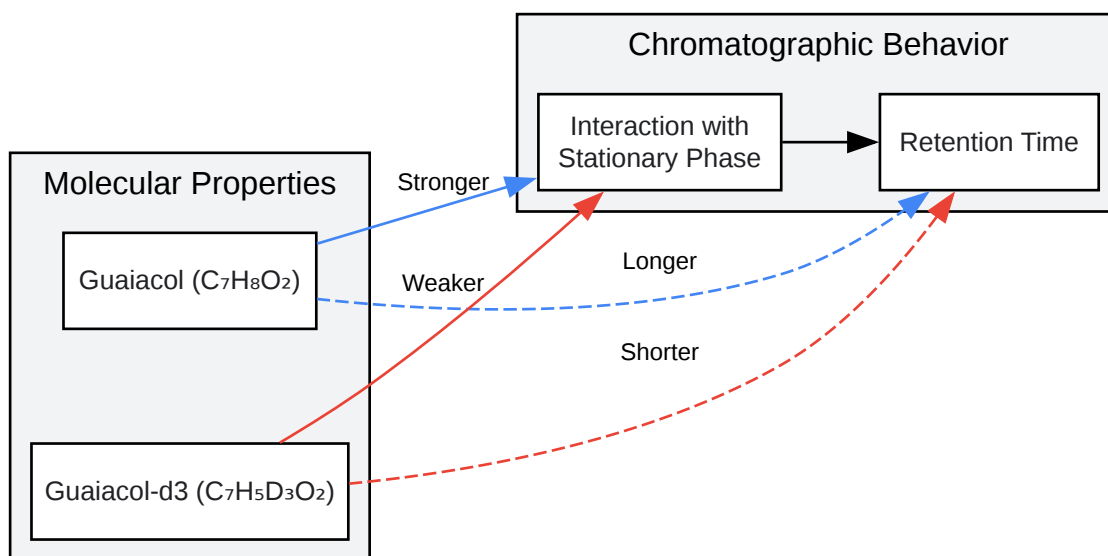 Chromatographic Behavior
Interaction with
Stationary Phase
Retention Time
Molecular Properties
Stronger
Guaiacol (C₇H₈O₂)
Weaker
Longer
Shorter
Guaiacol-d3 (C₇H₅D₃O₂)